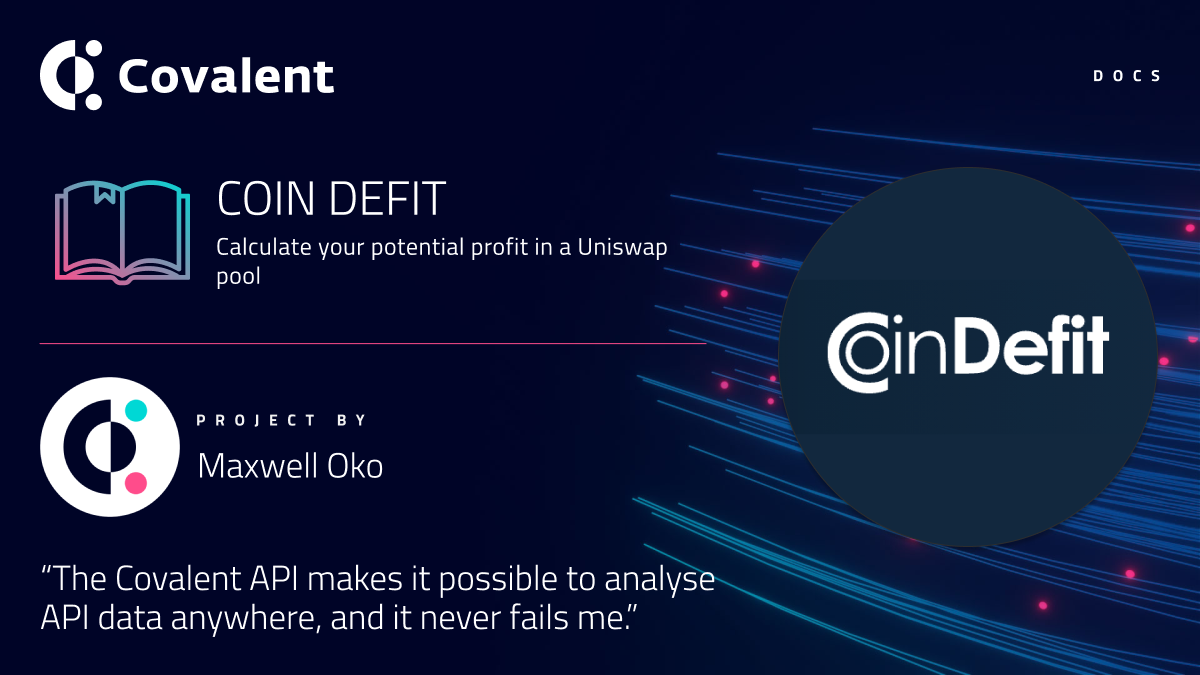 Covalent
DOCS
COIN DEFIT
Calculate your potential profit in a Uniswap
pool
CoinDefit
PROJECT BY
Maxwell Oko
“The Covalent API makes it possible to analyse
API data anywhere, and it never fails me.”